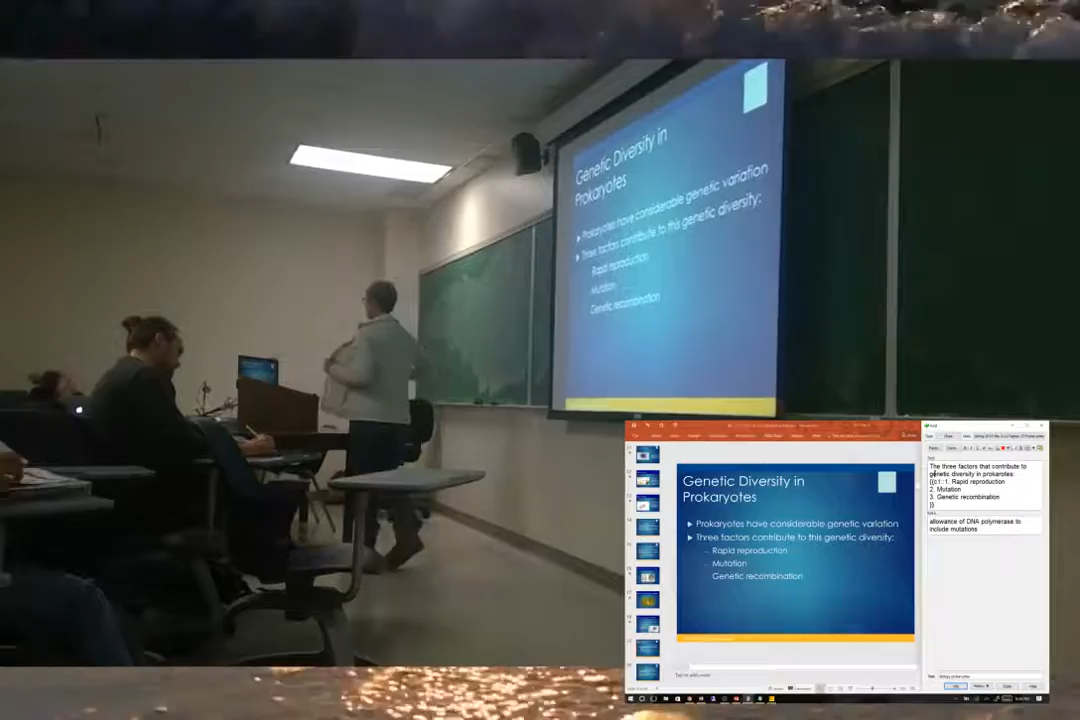 Genetic Diversity in
Prokaryotes
Prokaryotes have considerable genetic variation
Three factors contribute to this genetic diversity:
Rapid reproduction
Mutation
Genetic recombination
Genetic Diversity in
Prokaryotes
Prokaryotes have considerable genetic variation
Three factors contribute to this genetic diversity:
Rapid reproduction
Mutation
Genetic recombination
The three factors that contribute to
genetic diversity in prokarotes:
{{c1::1. Rapid reproduction
2. Mutation
3. Genetic recombination
}}
allowance of DNA polymerase to
include mutations